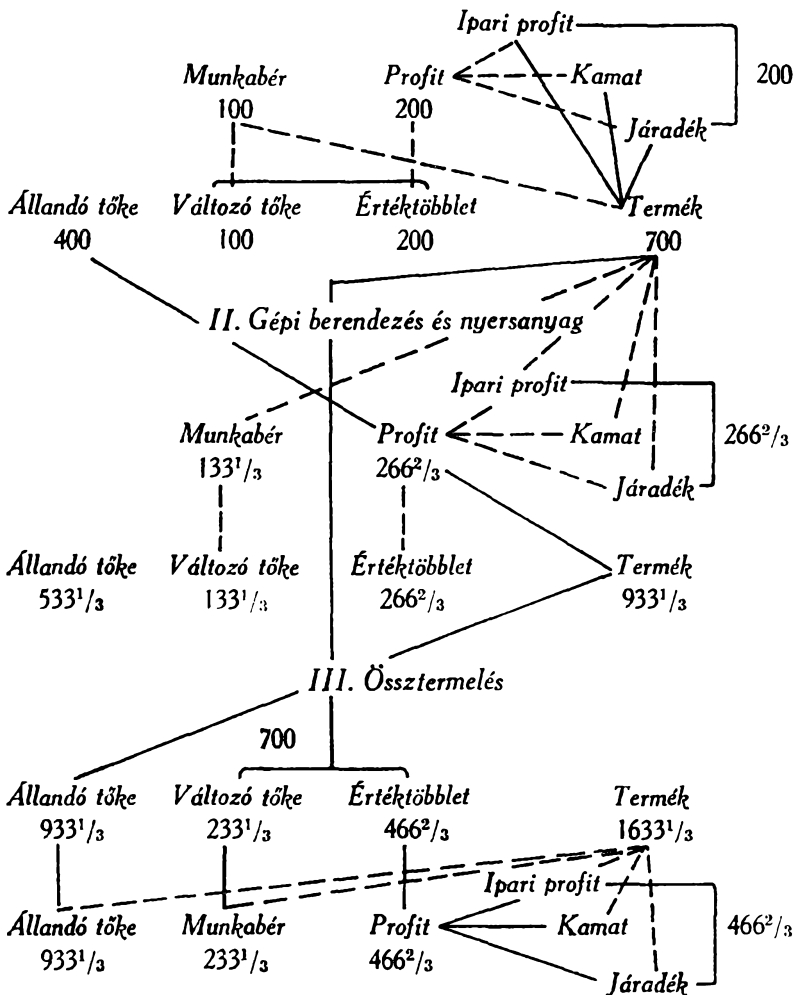 Ipari profit
Munkabér Profit Kamat 200
100 200 Járadék
Állandó tőke Változó tőke Értéktöbblet Termék
400 100 200 700
II. Gépi berendezés és nyersanyag
Ipari profit
Munkabér Profit Kamat 266²/₃
133¹/₃ 266²/₃ Járadék
Állandó tőke Változó tőke Értéktöbblet Termék
533¹/₃ 133¹/₃ 266²/₃ 933¹/₃
III. Össztermelés
700
Állandó tőke Változó tőke Értéktöbblet Termék
933¹/₃ 233¹/₃ 466²/₃ 1633¹/₃
Ipari profit
Állandó tőke Munkabér Profit Kamat 466²/₃
933¹/₃ 233¹/₃ 466²/₃
Járadék